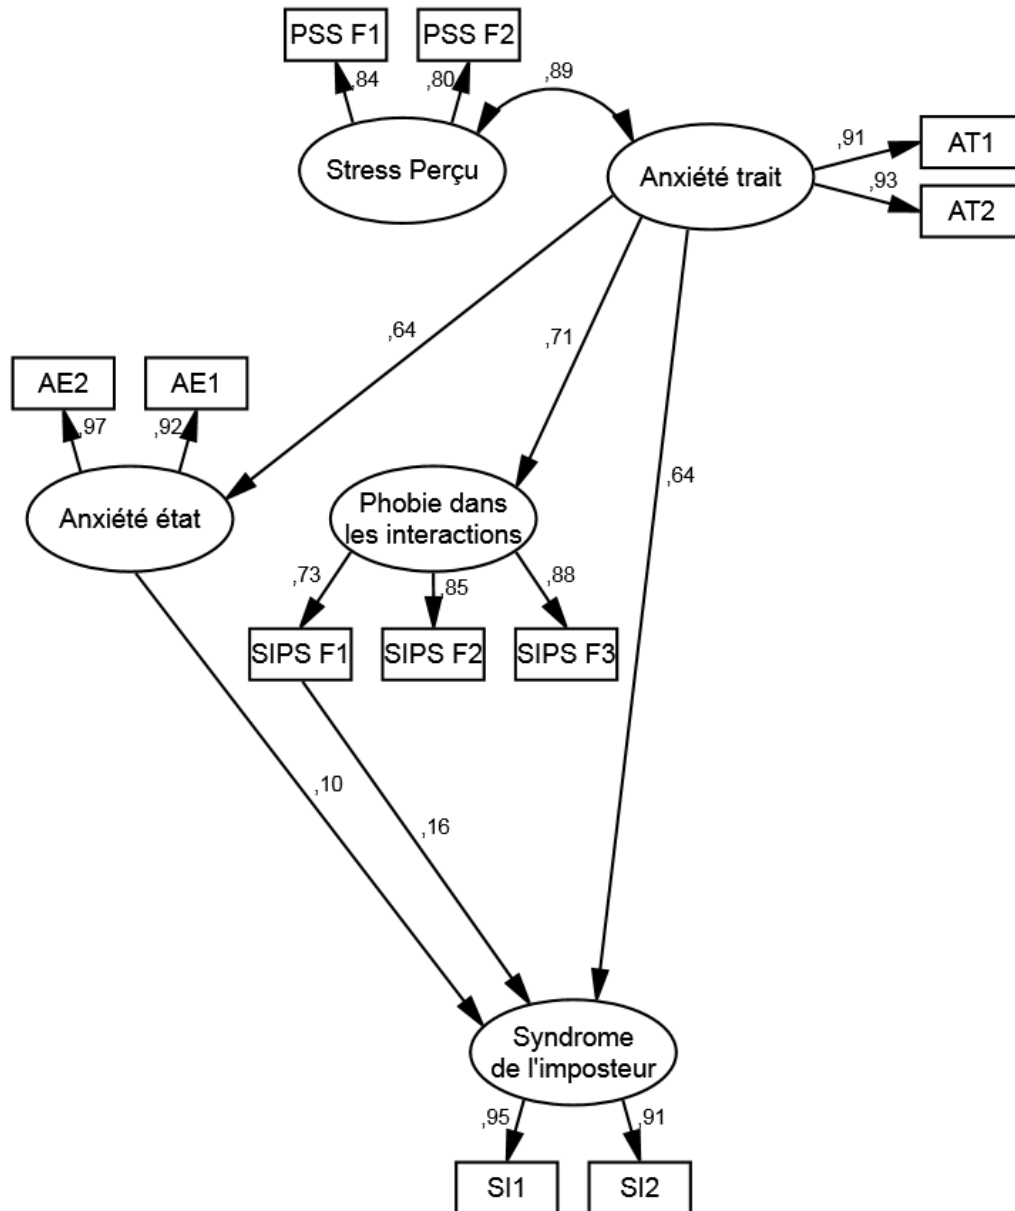 PSS F1
PSS F2
,84
,80
,89
Stress Perçu
Anxiété trait
,91
AT1
,93
AT2
,64
,71
AE2
AE1
,97
,92
,64
Anxiété état
Phobie dans
les interactions
,73
,85
,88
SIPS F1
SIPS F2
SIPS F3
,10
,16
Syndrome
de l'imposteur
,95
,91
SI1
SI2